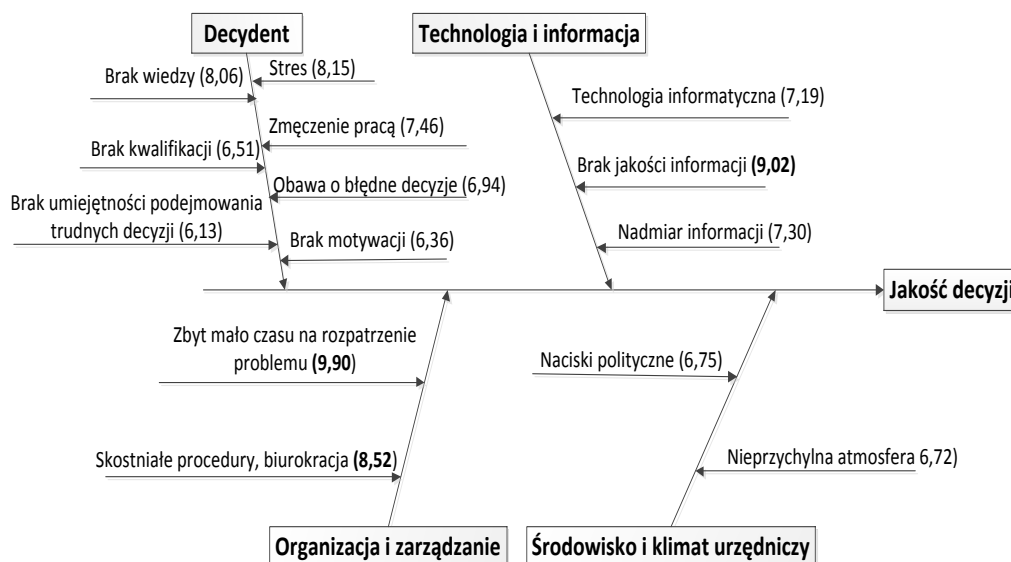 Decydent
Technologia i informacja
Stres (8,15)
Brak wiedzy (8,06)
Technologia informatyczna (7,19)
Zmęczenie pracą (7,46)
Brak kwalifikacji (6,51)
Brak jakości informacji (9,02)
Obawa o błędne decyzje (6,94)
Brak umiejętności podejmowania
trudnych decyzji (6,13)
Brak motywacji (6,36)
Nadmiar informacji (7,30)
Jakość decyzji
Zbyt mało czasu na rozpatrzenie
problemu (9,90)
Naciski polityczne (6,75)
Skostniałe procedury, biurokracja (8,52)
Nieprzychylna atmosfera 6,72)
Organizacja i zarządzanie
Środowisko i klimat urzędniczy